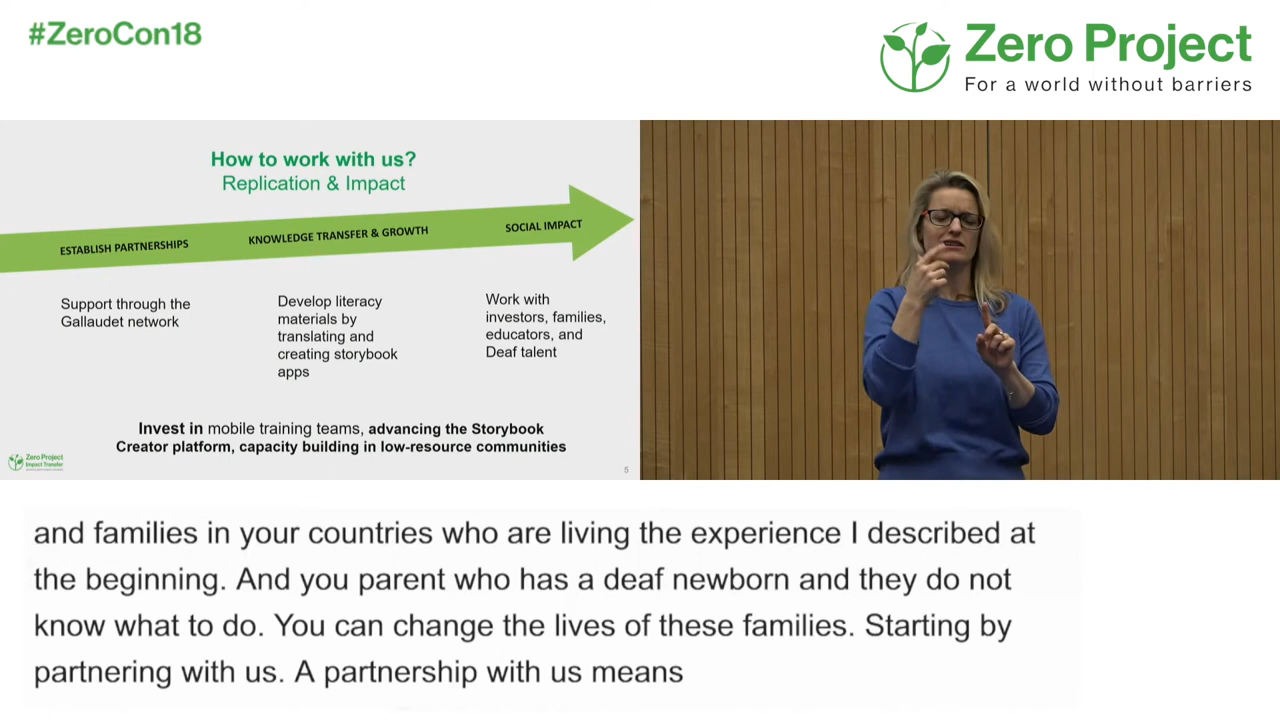 #ZeroCon18
Zero Project
For a world without barriers
How to work with us?
Replication & Impact
ESTABLISH PARTNERSHIPS
KNOWLEDGE TRANSFER & GROWTH
SOCIAL IMPACT
Support through the
Gallaudet network
Develop literacy
materials by
translating and
creating storybook
apps
Work with
investors, families,
educators, and
Deaf talent
Invest in mobile training teams, advancing the Storybook
Creator platform, capacity building in low-resource communities
Zero Project
Impact Transfer
5
and families in your countries who are living the experience I described at
the beginning. And you parent who has a deaf newborn and they do not
know what to do. You can change the lives of these families. Starting by
partnering with us. A partnership with us means